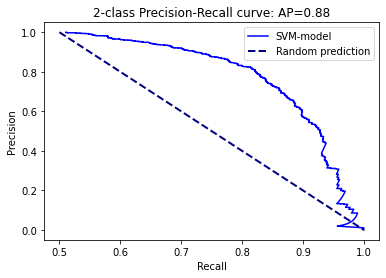 2-class Precision-Recall curve: AP=0.88
SVM-model
Random prediction
Precision
1.0
0.8
0.6
0.4
0.2
0.0
0.5 0.6 0.7 0.8 0.9 1.0
Recall